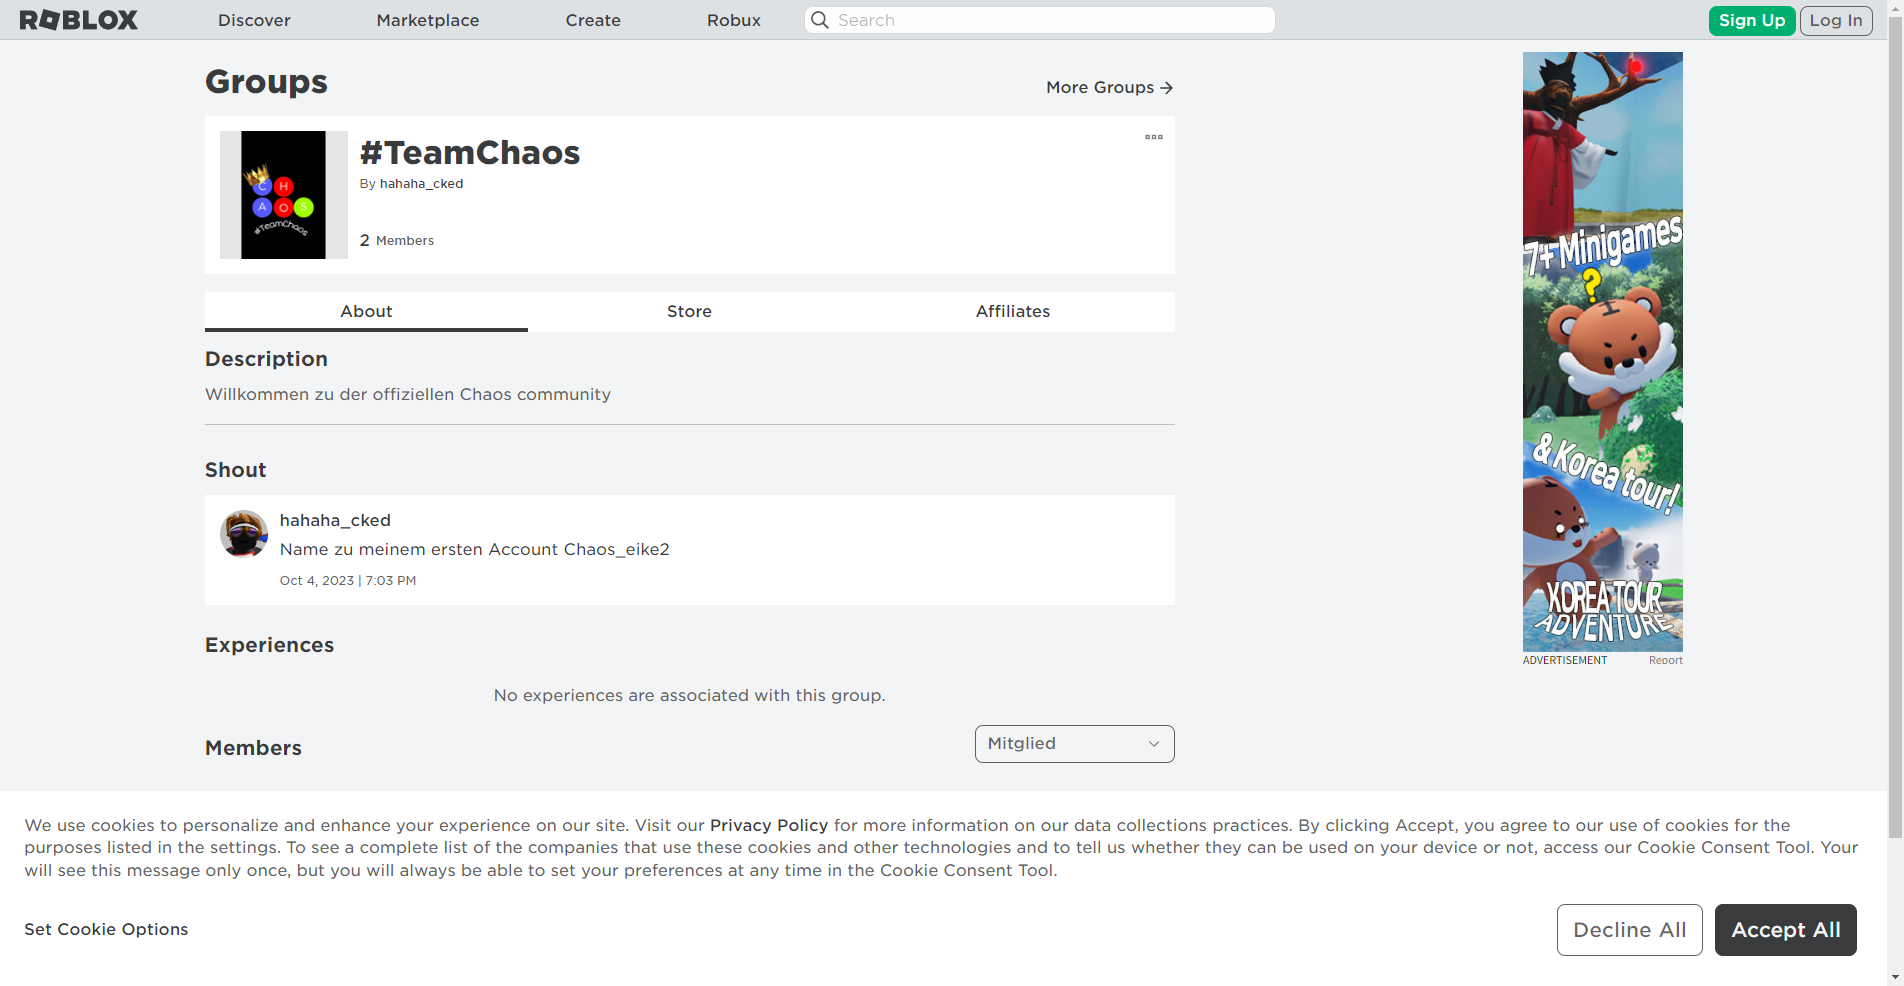 ROBLOX
Discover
Marketplace
Create
Robux
Search
Sign Up
Log In
Groups
More Groups
#TeamChaos
By hahaha_cked
2 Members
C H
A O S
#TeamChaos
About
Store
Affiliates
Description
Willkommen zu der offiziellen Chaos community
Shout
hahaha_cked
Name zu meinem ersten Account Chaos_eike2
Oct 4, 2023 | 7:03 PM
Experiences
No experiences are associated with this group.
Members
Mitglied
7+ Minigames
?
& Korea tour!
KOREA TOUR
ADVENTURE
ADVERTISEMENT
Report
We use cookies to personalize and enhance your experience on our site. Visit our Privacy Policy for more information on our data collections practices. By clicking Accept, you agree to our use of cookies for the
purposes listed in the settings. To see a complete list of the companies that use these cookies and other technologies and to tell us whether they can be used on your device or not, access our Cookie Consent Tool. Your
will see this message only once, but you will always be able to set your preferences at any time in the Cookie Consent Tool.
Set Cookie Options
Decline All
Accept All